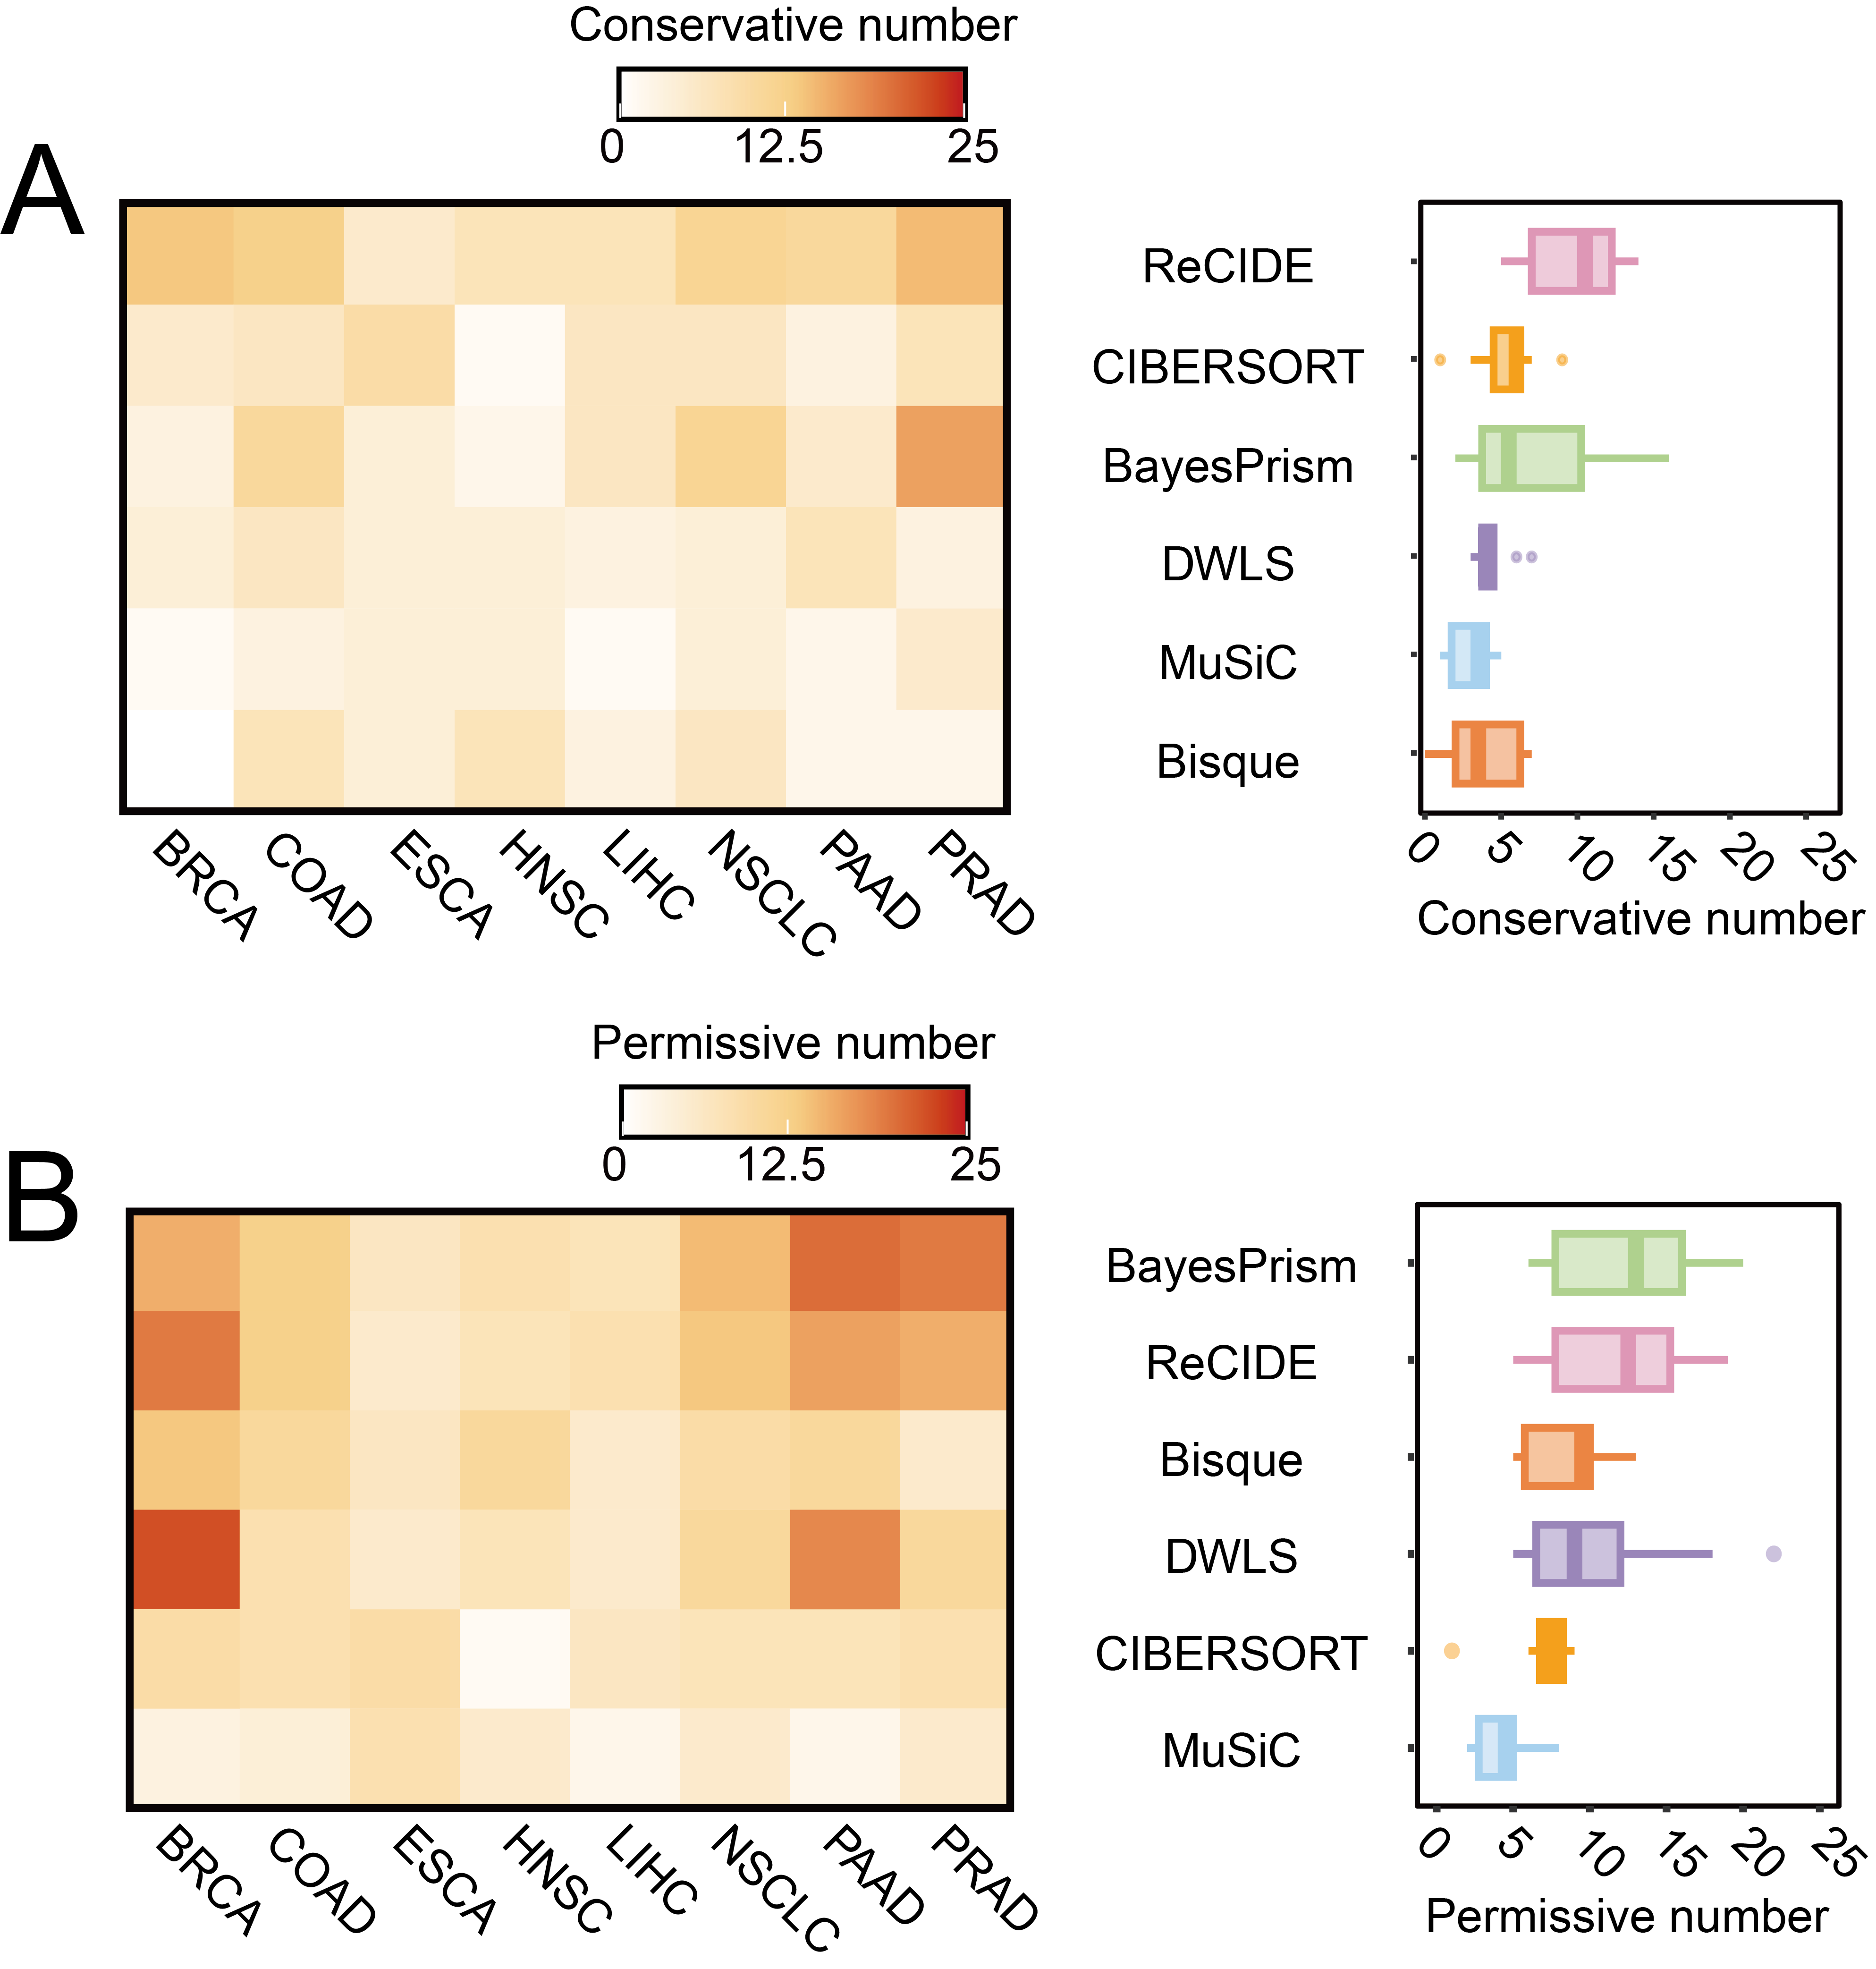 Conservative number
0 12.5 25
A
ReCIDE
CIBERSORT
BayesPrism
DWLS
MuSiC
Bisque
BRCA COAD ESCA HNSC LIHC NSCLC PAAD PRAD
0 5 10 15 20 25
Conservative number
Permissive number
0 12.5 25
B
BayesPrism
ReCIDE
Bisque
DWLS
CIBERSORT
MuSiC
BRCA COAD ESCA HNSC LIHC NSCLC PAAD PRAD
0 5 10 15 20 25
Permissive number